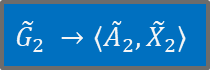 G̃₂ → ⟨Ã₂, X̃₂⟩